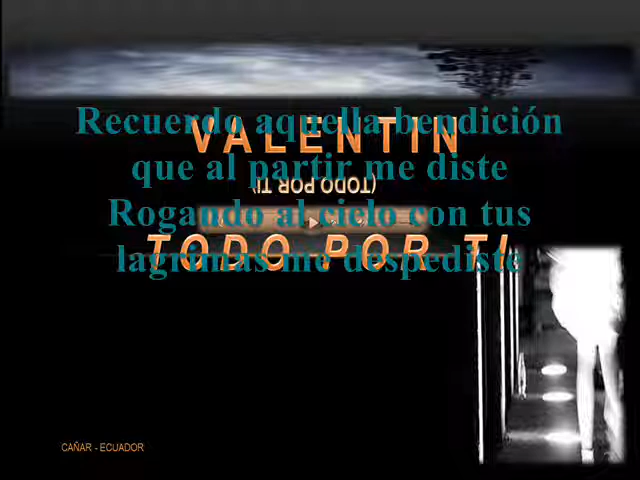 Recuerdo aquella bendición
VALENTIN
que al partir me diste
(TODO POR TI)
Rogando al cielo con tus
TODO POR TI
lagrimas me despediste
CAÑAR - ECUADOR